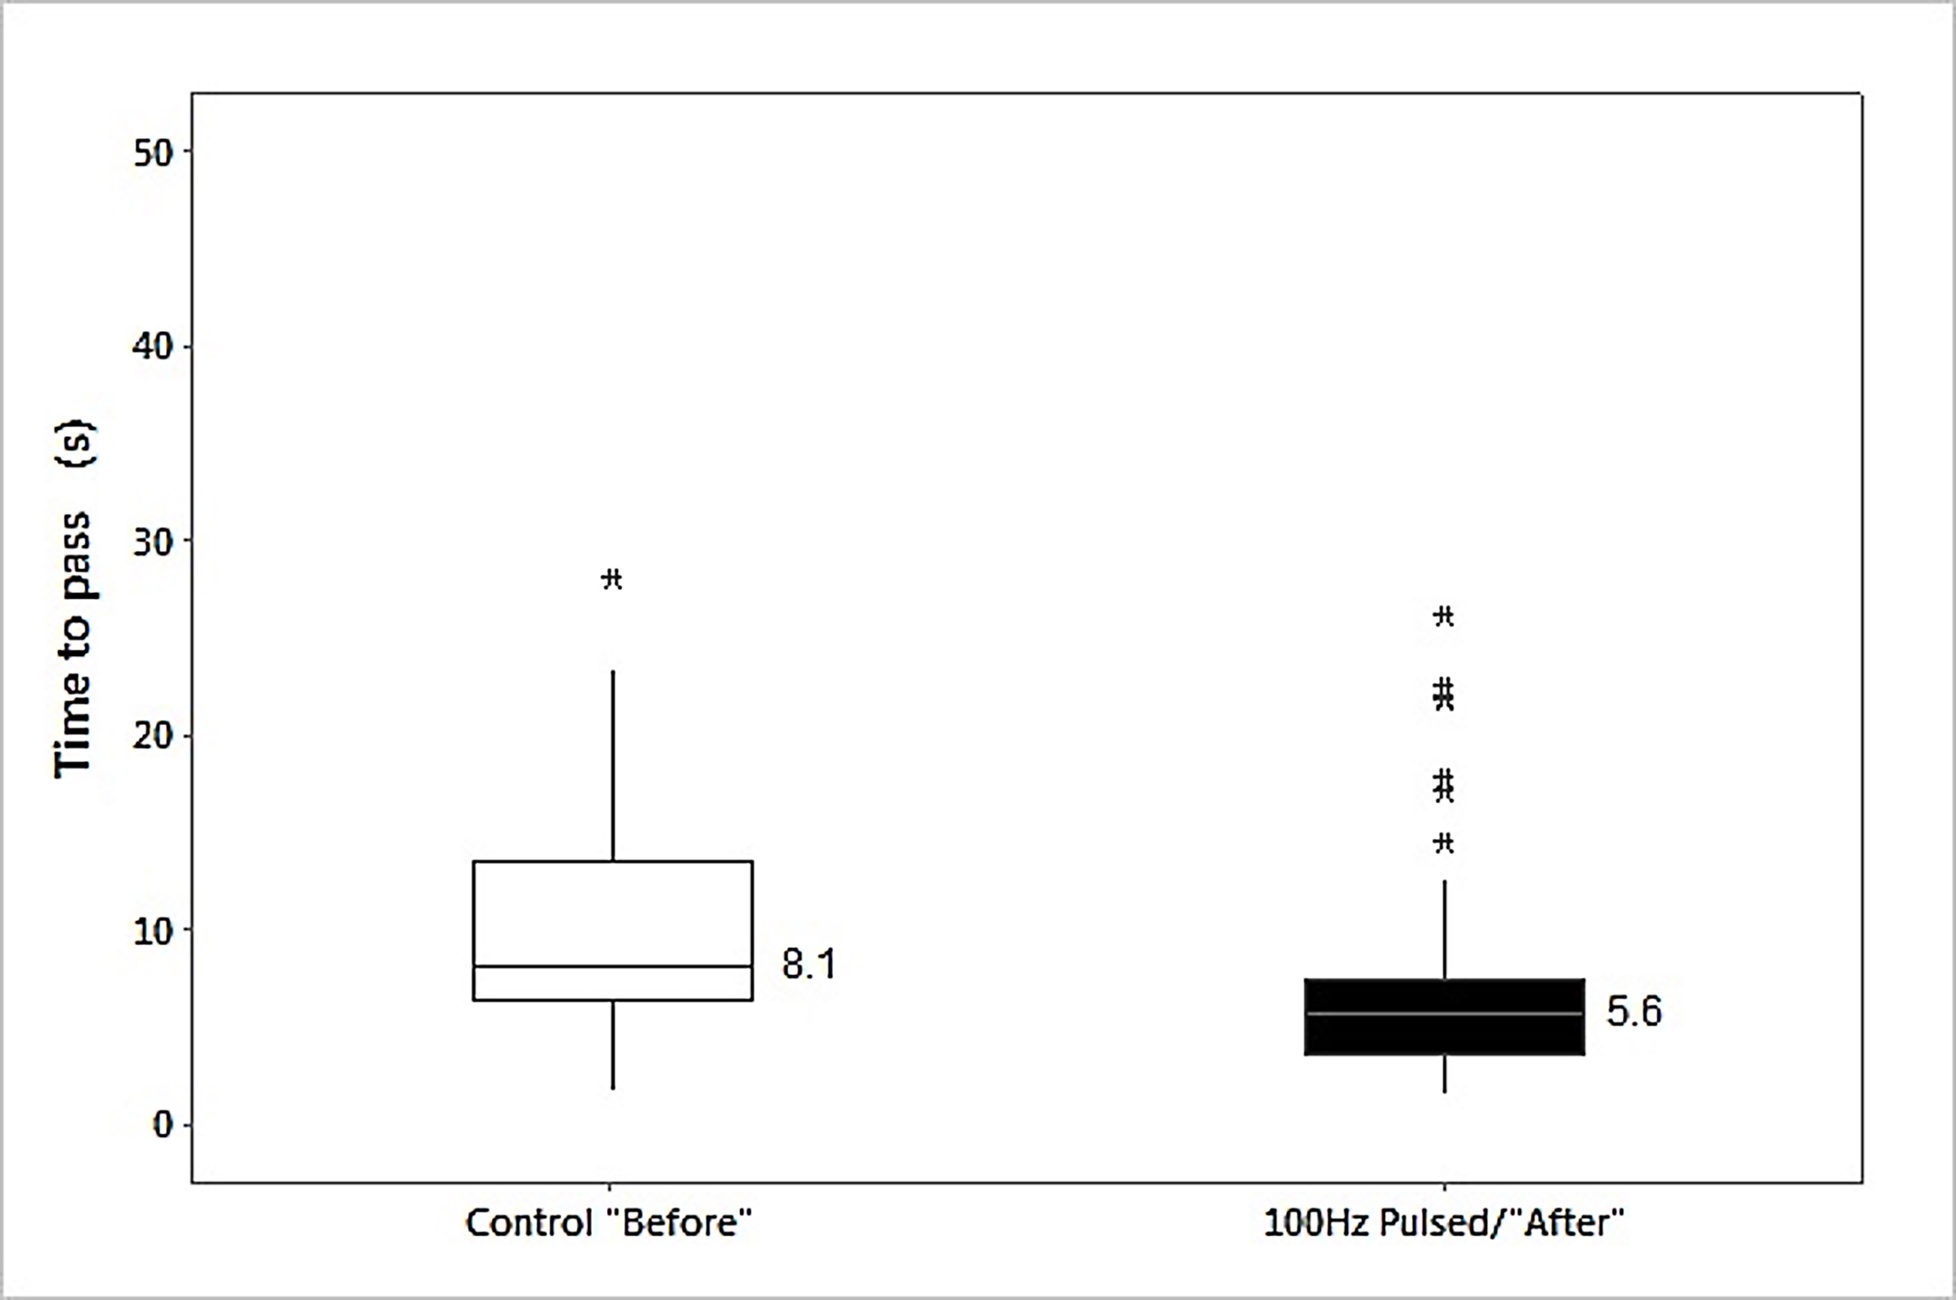 50
40
30
20
10
0
Time to pass (s)
8.1
5.6
Control "Before"
100Hz Pulsed/"After"